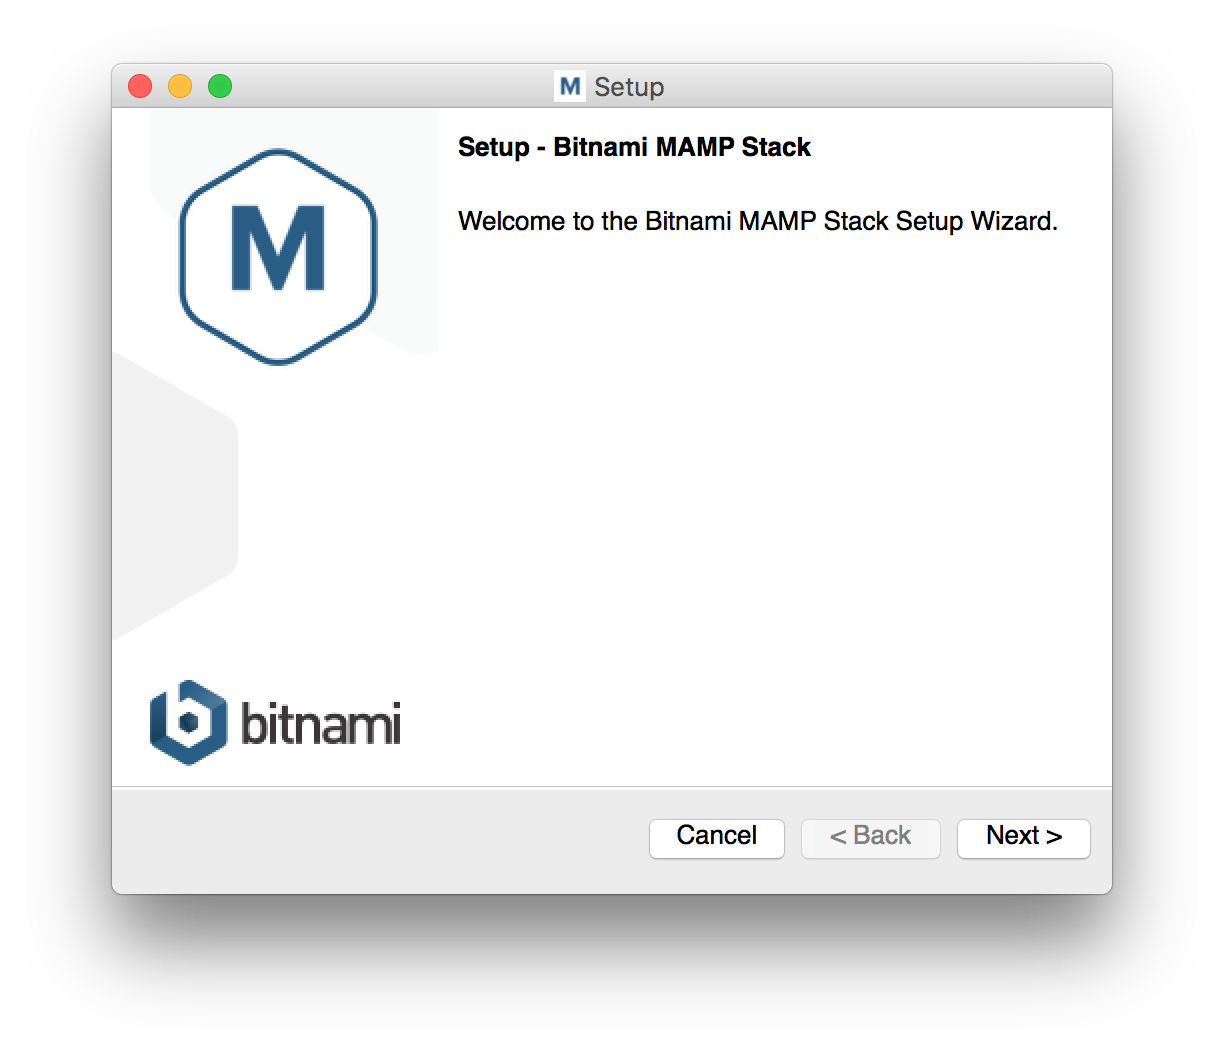 M Setup
M
Setup - Bitnami MAMP Stack
Welcome to the Bitnami MAMP Stack Setup Wizard.
bitnami
Cancel
< Back
Next >